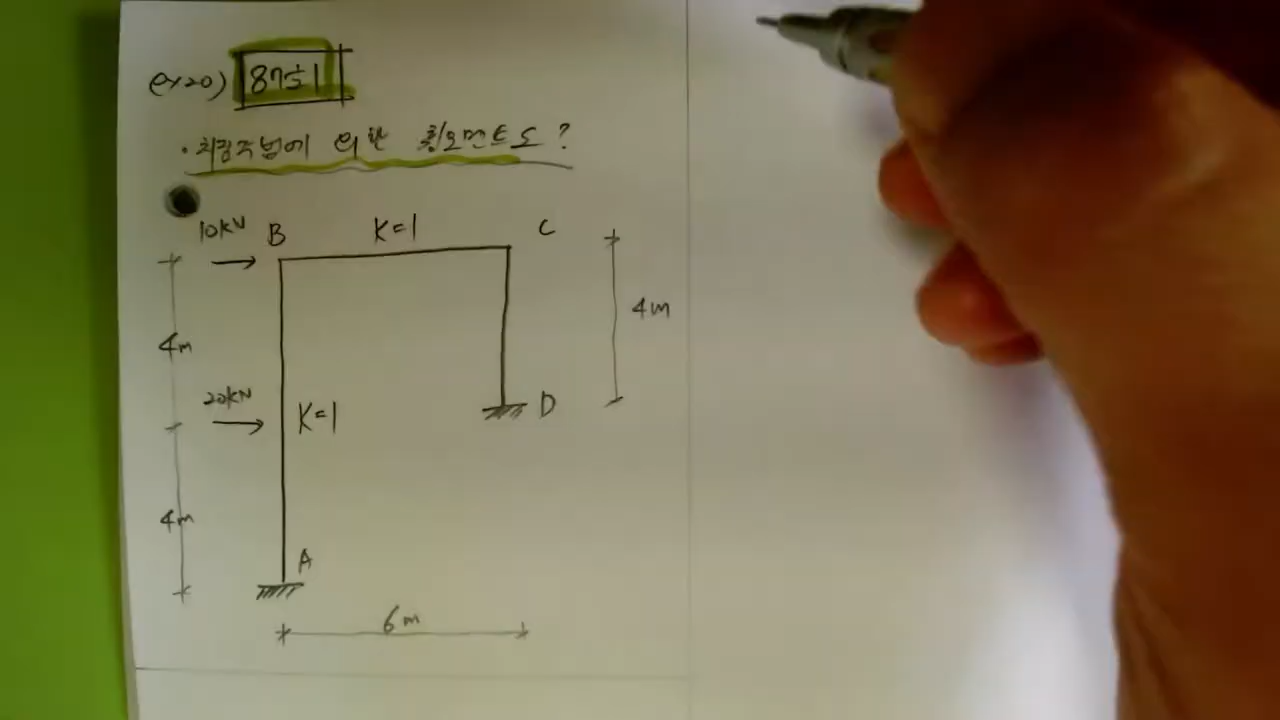 ex20) 87회1
· 처짐각법에 의한 휨모멘트도?
10kN B K=1 C
4m 4m
20kN K=1 D
4m
A
6m